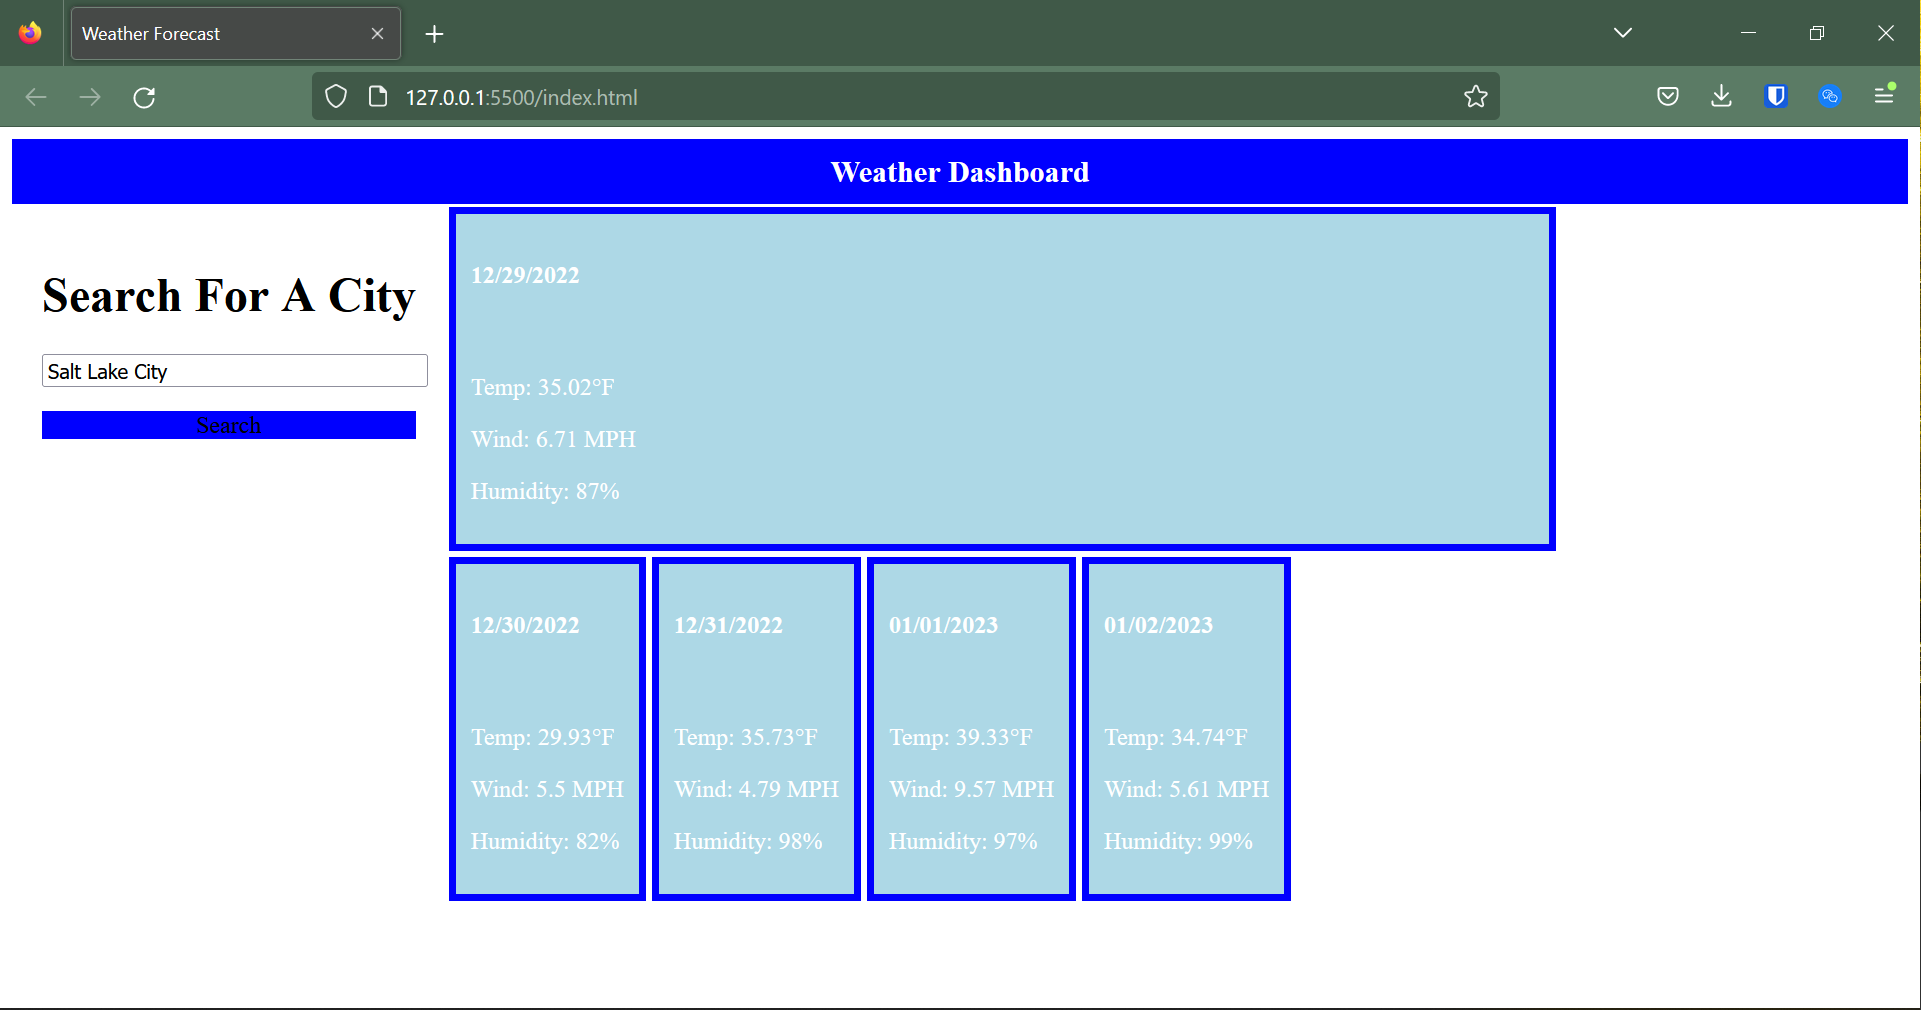 Weather Forecast
127.0.0.1:5500/index.html
Weather Dashboard
Search For A City
Salt Lake City
Search
12/29/2022
Temp: 35.02°F
Wind: 6.71 MPH
Humidity: 87%
12/30/2022
Temp: 29.93°F
Wind: 5.5 MPH
Humidity: 82%
12/31/2022
Temp: 35.73°F
Wind: 4.79 MPH
Humidity: 98%
01/01/2023
Temp: 39.33°F
Wind: 9.57 MPH
Humidity: 97%
01/02/2023
Temp: 34.74°F
Wind: 5.61 MPH
Humidity: 99%